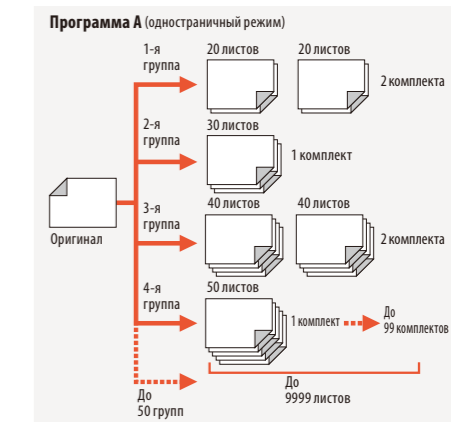 Программа А (одностраничный режим)
1-я
группа
20 листов 20 листов
2 комплекта
2-я
группа
30 листов
1 комплект
Оригинал
3-я
группа
40 листов 40 листов
2 комплекта
4-я
группа
50 листов
1 комплект
До
99 комплектов
До
50 групп
До
9999 листов